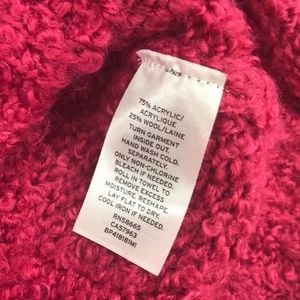 75% ACRYLIC/
ACRYLIQUE
25% WOOL/LAINE
TURN GARMENT
INSIDE OUT.
HAND WASH COLD.
SEPARATELY.
ONLY NON-CHLORINE
BLEACH IF NEEDED.
ROLL IN TOWEL TO
REMOVE EXCESS
MOISTURE. RESHAPE.
LAY FLAT TO DRY.
COOL IRON IF NEEDED.
RN58665
CA57963
BP418181MI